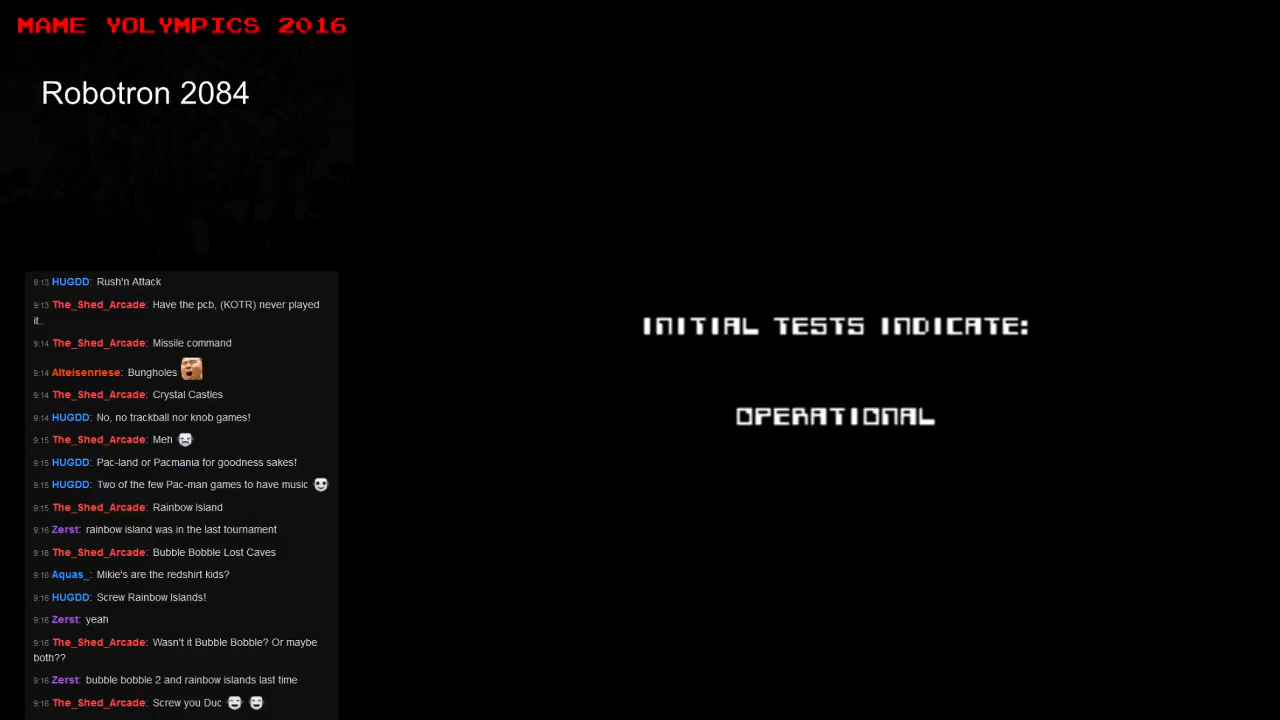 MAME YOLYMPICS 2016
Robotron 2084
9:13 HUGDD: Rush'n Attack
9:13 The_Shed_Arcade: Have the pcb, (KOTR) never played
it..
9:14 The_Shed_Arcade: Missile command
9:14 Alteisenriese: Bungholes
9:14 The_Shed_Arcade: Crystal Castles
9:14 HUGDD: No, no trackball nor knob games!
9:15 The_Shed_Arcade: Meh
9:15 HUGDD: Pac-land or Pacmania for goodness sakes!
9:15 HUGDD: Two of the few Pac-man games to have music
9:15 The_Shed_Arcade: Rainbow Island
9:16 Zerst: rainbow island was in the last tournament
9:16 The_Shed_Arcade: Bubble Bobble Lost Caves
9:16 Aquas_: Mikie's are the redshirt kids?
9:16 HUGDD: Screw Rainbow Islands!
9:16 Zerst: yeah
9:16 The_Shed_Arcade: Wasn't it Bubble Bobble? Or maybe
both??
9:16 Zerst: bubble bobble 2 and rainbow islands last time
9:16 The_Shed_Arcade: Screw you Duc
INITIAL TESTS INDICATE:
OPERATIONAL